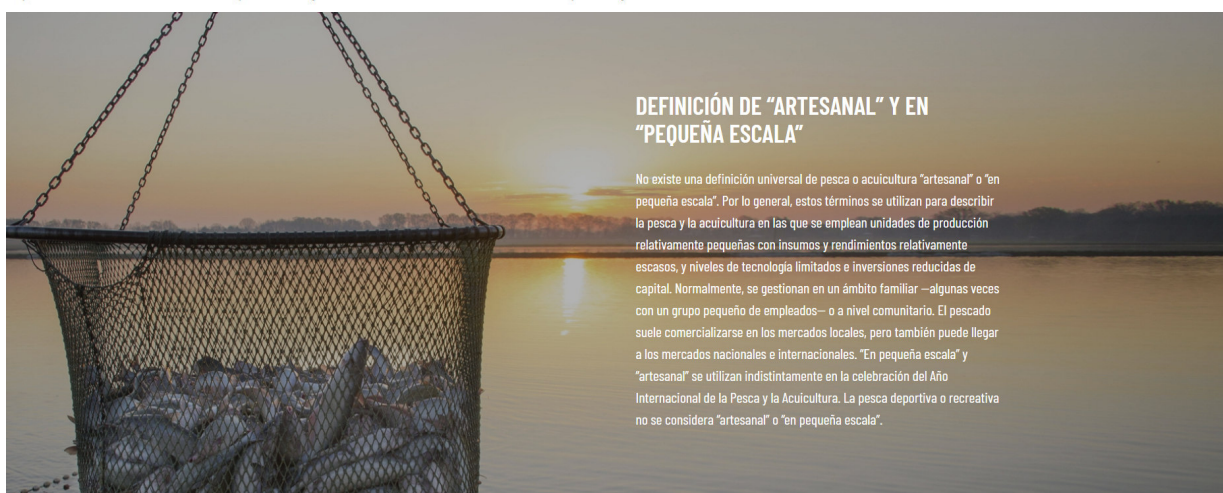 DEFINICIÓN DE “ARTESANAL” Y EN
“PEQUEÑA ESCALA”
No existe una definición universal de pesca o acuicultura “artesanal” o “en
pequeña escala”. Por lo general, estos términos se utilizan para describir
la pesca y la acuicultura en las que se emplean unidades de producción
relativamente pequeñas con insumos y rendimientos relativamente
escasos, y niveles de tecnología limitados e inversiones reducidas de
capital. Normalmente, se gestionan en un ámbito familiar —algunas veces
con un grupo pequeño de empleados— o a nivel comunitario. El pescado
suele comercializarse en los mercados locales, pero también puede llegar
a los mercados nacionales e internacionales. “En pequeña escala” y
“artesanal” se utilizan indistintamente en la celebración del Año
Internacional de la Pesca y la Acuicultura. La pesca deportiva o recreativa
no se considera “artesanal” o “en pequeña escala”.